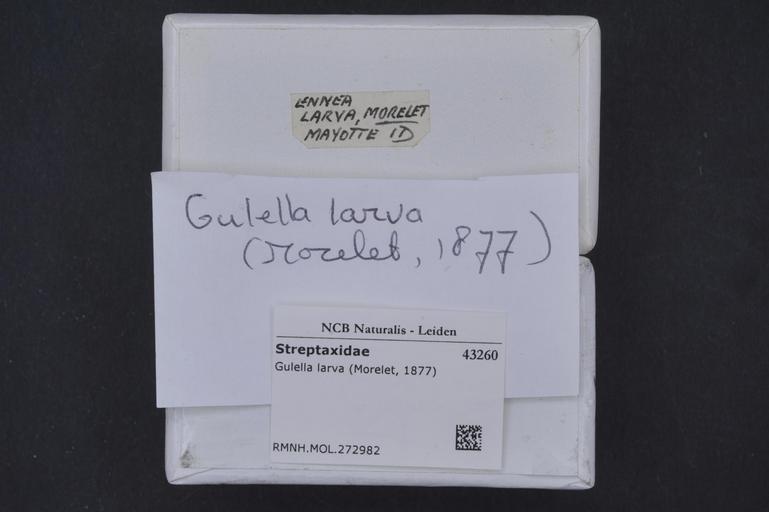 ENNEA
LARVA, MORELET
MAYOTTE ID
Gulella larva
(Morelet, 1877)
NCB Naturalis - Leiden
Streptaxidae 43260
Gulella larva (Morelet, 1877)
RMNH.MOL.272982